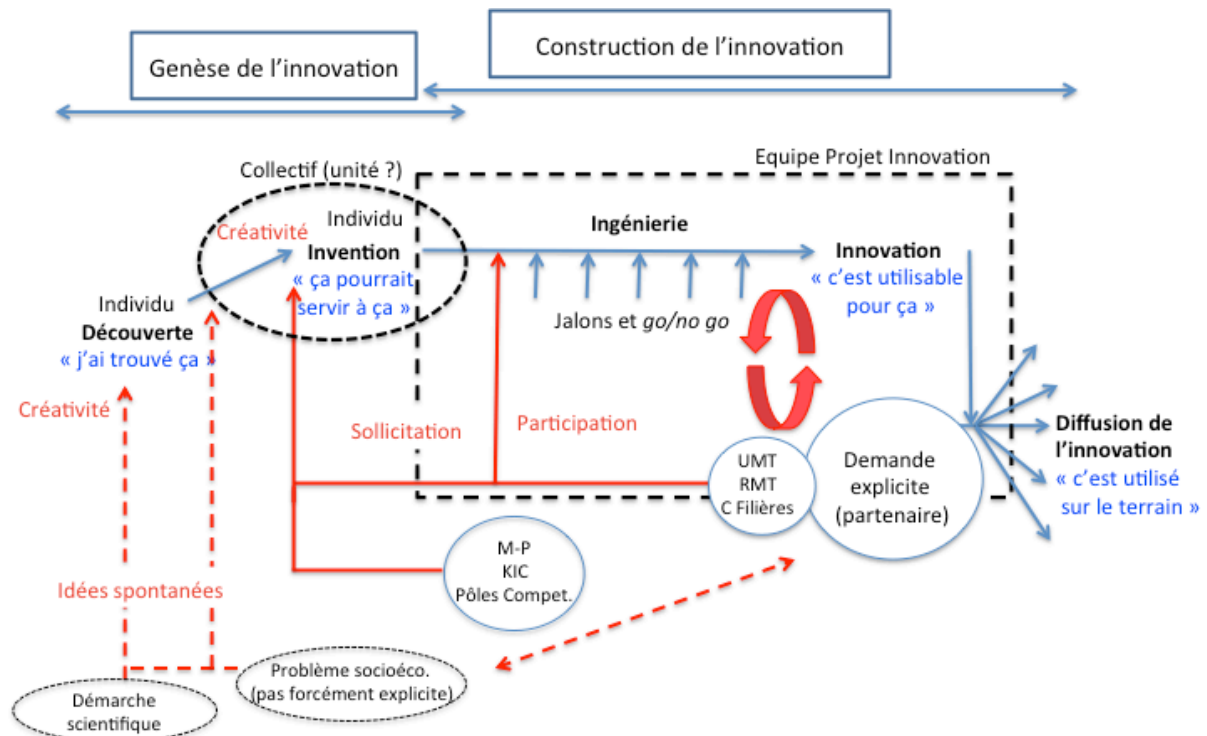 Genèse de l’innovation
Construction de l’innovation
Equipe Projet Innovation
Collectif (unité ?)
Individu
Créativité
Invention
« ça pourrait
servir à ça »
Ingénierie
Innovation
« c’est utilisable
pour ça »
Individu
Découverte
« j’ai trouvé ça »
Jalons et go/no go
Créativité
Sollicitation
Participation
Diffusion de
l’innovation
« c’est utilisé
sur le terrain »
UMT
RMT
C Filières
Demande
explicite
(partenaire)
M-P
KIC
Pôles Compet.
Idées spontanées
Problème socioéco.
(pas forcément explicite)
Démarche
scientifique